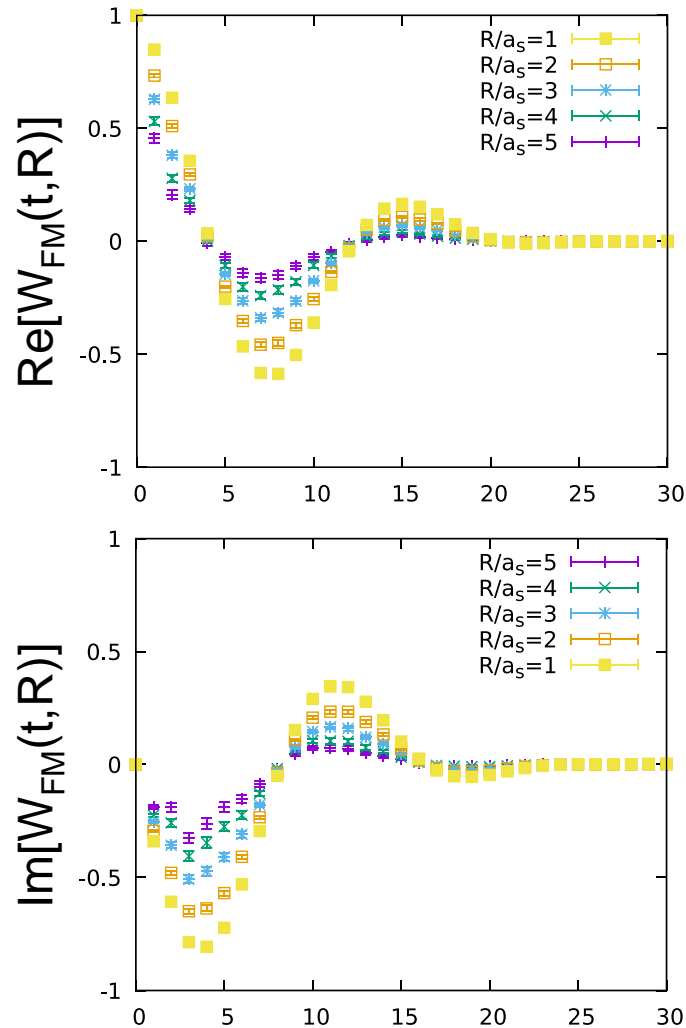 Re[W_FM(t,R)]
1
0.5
0
-0.5
-1
0 5 10 15 20 25 30
R/a_s=1
R/a_s=2
R/a_s=3
R/a_s=4
R/a_s=5
Im[W_FM(t,R)]
1
0.5
0
-0.5
-1
0 5 10 15 20 25 30
R/a_s=5
R/a_s=4
R/a_s=3
R/a_s=2
R/a_s=1